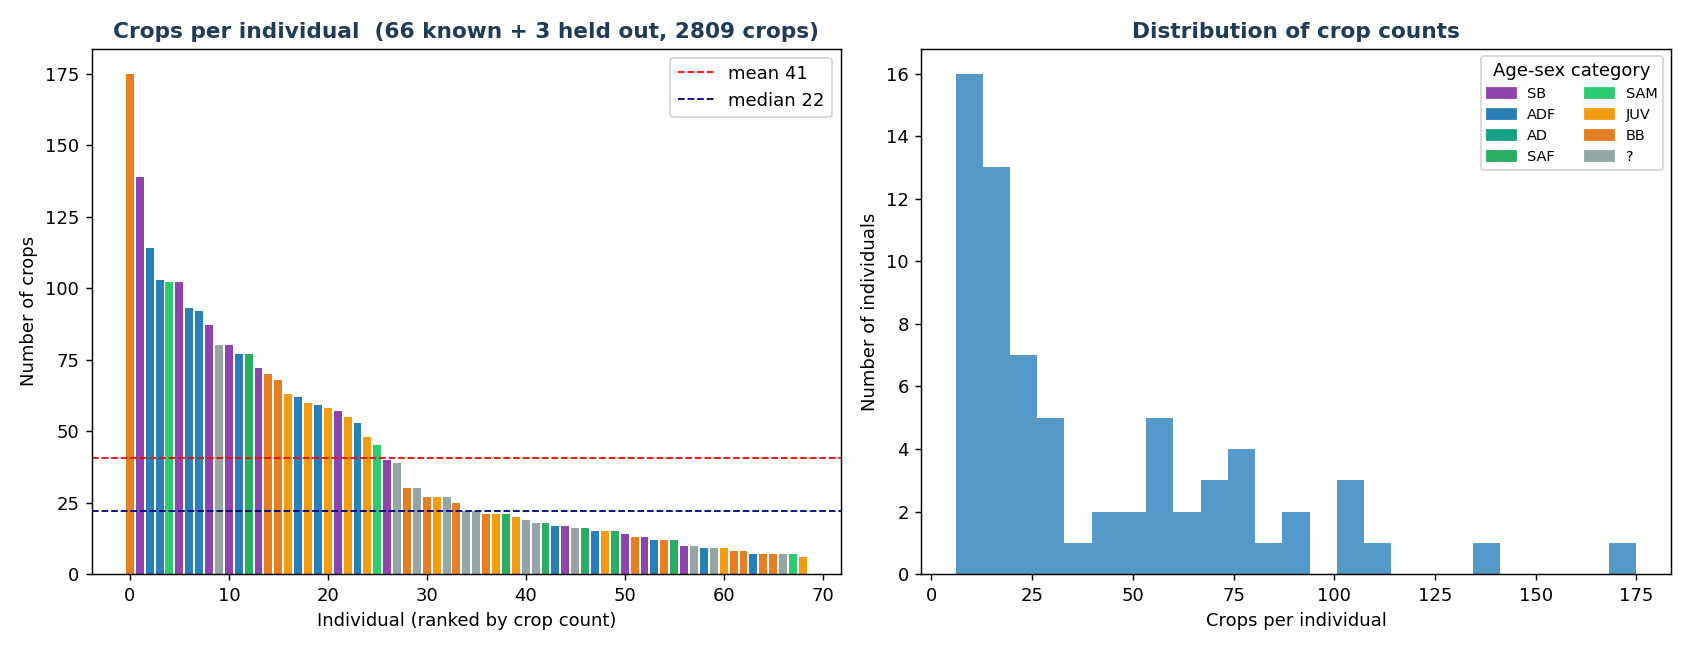 Crops per individual  (66 known + 3 held out, 2809 crops)
175
150
125
100
75
50
25
0
Number of crops
mean 41
median 22
0 10 20 30 40 50 60 70
Individual (ranked by crop count)
Distribution of crop counts
16
14
12
10
8
6
4
2
0
Number of individuals
Age-sex category
SB SAM
ADF JUV
AD BB
SAF ?
0 25 50 75 100 125 150 175
Crops per individual